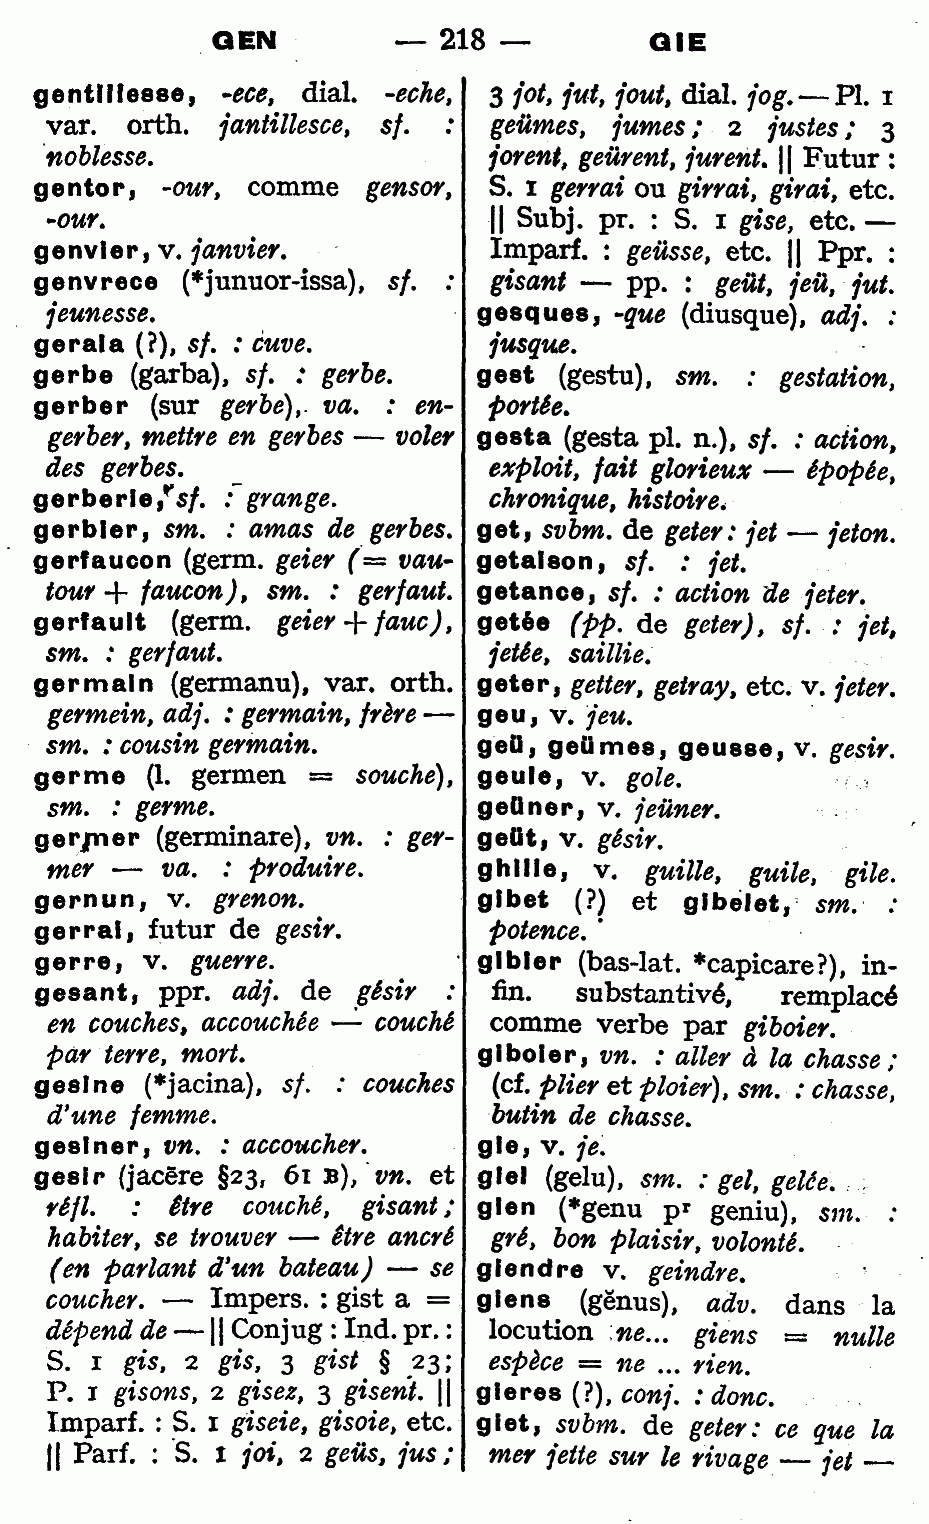 GEN — 218 — GIE
gentillesse, -ece, dial. -eche,
var. orth. jantillesce, sf. :
noblesse.
gentor, -our, comme gensor,
-our.
genvier, v. janvier.
genvrece (*junuor-issa), sf. :
jeunesse.
gerala (?), sf. : cuve.
gerbe (garba), sf. : gerbe.
gerber (sur gerbe), va. : en-
gerber, mettre en gerbes — voler
des gerbes.
gerberie, sf. : grange.
gerbier, sm. : amas de gerbes.
gerfaucon (germ. geier (= vau-
tour + faucon), sm. : gerfaut.
gerfault (germ. geier + fauc),
sm. : gerfaut.
germain (germanu), var. orth.
germein, adj. : germain, frère —
sm. : cousin germain.
germe (l. germen = souche),
sm. : germe.
germer (germinare), vn. : ger-
mer — va. : produire.
gernun, v. grenon.
gerrai, futur de gesir.
gerre, v. guerre.
gesant, ppr. adj. de gésir :
en couches, accouchée — couché
par terre, mort.
gesine (*jacina), sf. : couches
d'une femme.
gesiner, vn. : accoucher.
gesir (jacēre §23, 61 B), vn. et
réfl. : être couché, gisant ;
habiter, se trouver — être ancré
(en parlant d'un bateau) — se
coucher. — Impers. : gist a =
dépend de — || Conjug : Ind. pr. :
S. 1 gis, 2 gis, 3 gist § 23;
P. 1 gisons, 2 gisez, 3 gisent. ||
Imparf. : S. 1 giseie, gisoie, etc.
|| Parf. : S. 1 joi, 2 geüs, jus ;
3 jot, jut, jout, dial. jog. — Pl. 1
geümes, jumes ; 2 justes ; 3
jorent, geürent, jurent. || Futur :
S. 1 gerrai ou girrai, girai, etc.
|| Subj. pr. : S. 1 gise, etc. —
Imparf. : geüsse, etc. || Ppr. :
gisant — pp. : geüt, jeü, jut.
gesques, -que (diusque), adj. :
jusque.
gest (gestu), sm. : gestation,
portée.
gesta (gesta pl. n.), sf. : action,
exploit, fait glorieux — épopée,
chronique, histoire.
get, svbm. de geter : jet — jeton.
getaison, sf. : jet.
getance, sf. : action de jeter.
getée (pp. de geter), sf. : jet,
jetée, saillie.
geter, getter, getray, etc. v. jeter.
geu, v. jeu.
geü, geümes, geusse, v. gesir.
geule, v. gole.
geüner, v. jeüner.
geüt, v. gésir.
ghille, v. guille, guile, gile.
gibet (?) et gibelet, sm. :
potence.
gibier (bas-lat. *capicare?), in-
fin. substantivé, remplacé
comme verbe par giboier.
giboier, vn. : aller à la chasse ;
(cf. plier et ploier), sm. : chasse,
butin de chasse.
gie, v. je.
giel (gelu), sm. : gel, gelée.
gien (*genu pr geniu), sm. :
gré, bon plaisir, volonté.
giendre v. geindre.
giens (gĕnus), adv. dans la
locution ne... giens = nulle
espèce = ne ... rien.
gieres (?), conj. : donc.
giet, svbm. de geter : ce que la
mer jette sur le rivage — jet —